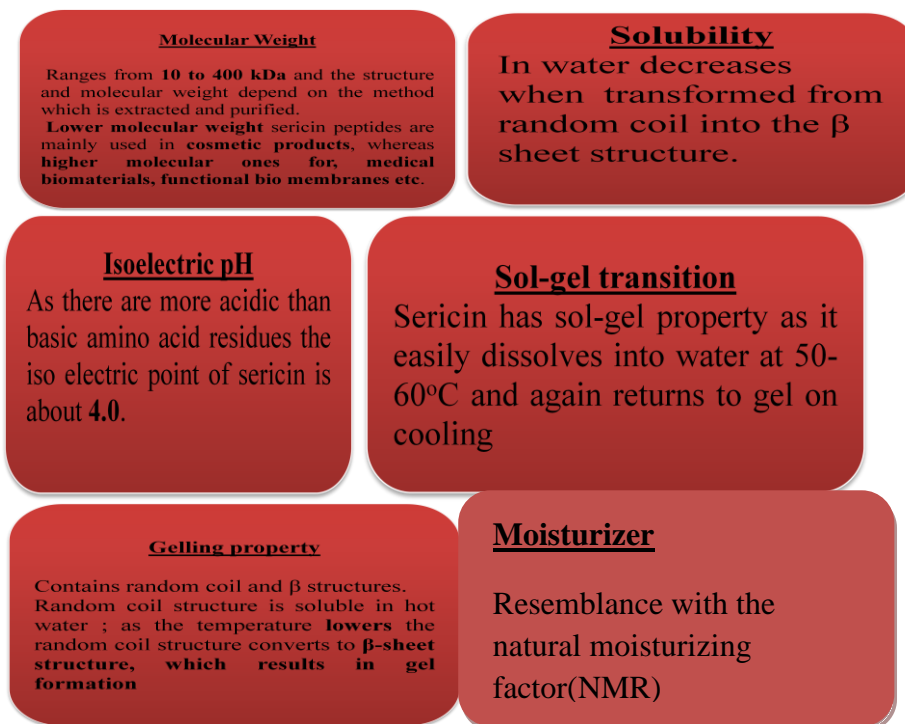 Molecular Weight
Ranges from 10 to 400 kDa and the structure
and molecular weight depend on the method
which is extracted and purified.
Lower molecular weight sericin peptides are
mainly used in cosmetic products, whereas
higher molecular ones for, medical
biomaterials, functional bio membranes etc.
Solubility
In water decreases
when transformed from
random coil into the β
sheet structure.
Isoelectric pH
As there are more acidic than
basic amino acid residues the
iso electric point of sericin is
about 4.0.
Sol-gel transition
Sericin has sol-gel property as it
easily dissolves into water at 50-
60°C and again returns to gel on
cooling
Gelling property
Contains random coil and β structures.
Random coil structure is soluble in hot
water ; as the temperature lowers the
random coil structure converts to β-sheet
structure, which results in gel
formation
Moisturizer
Resemblance with the
natural moisturizing
factor(NMR)